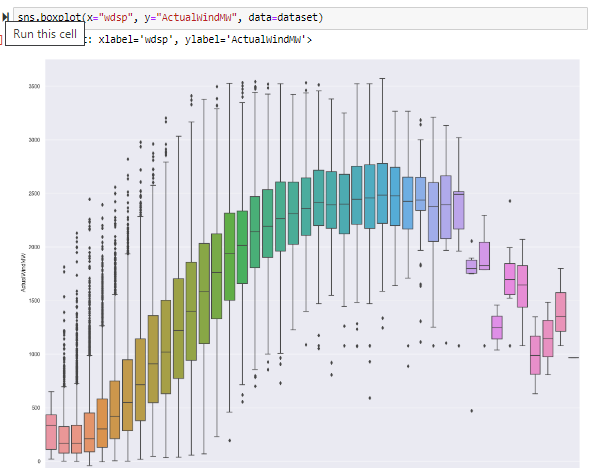 sns.boxplot(x="wdsp", y="ActualWindMW", data=dataset)
Run this cell
: xlabel='wdsp', ylabel='ActualWindMW'>
3500
3000
2500
2000
ActualWindMW
1500
1000
500
0